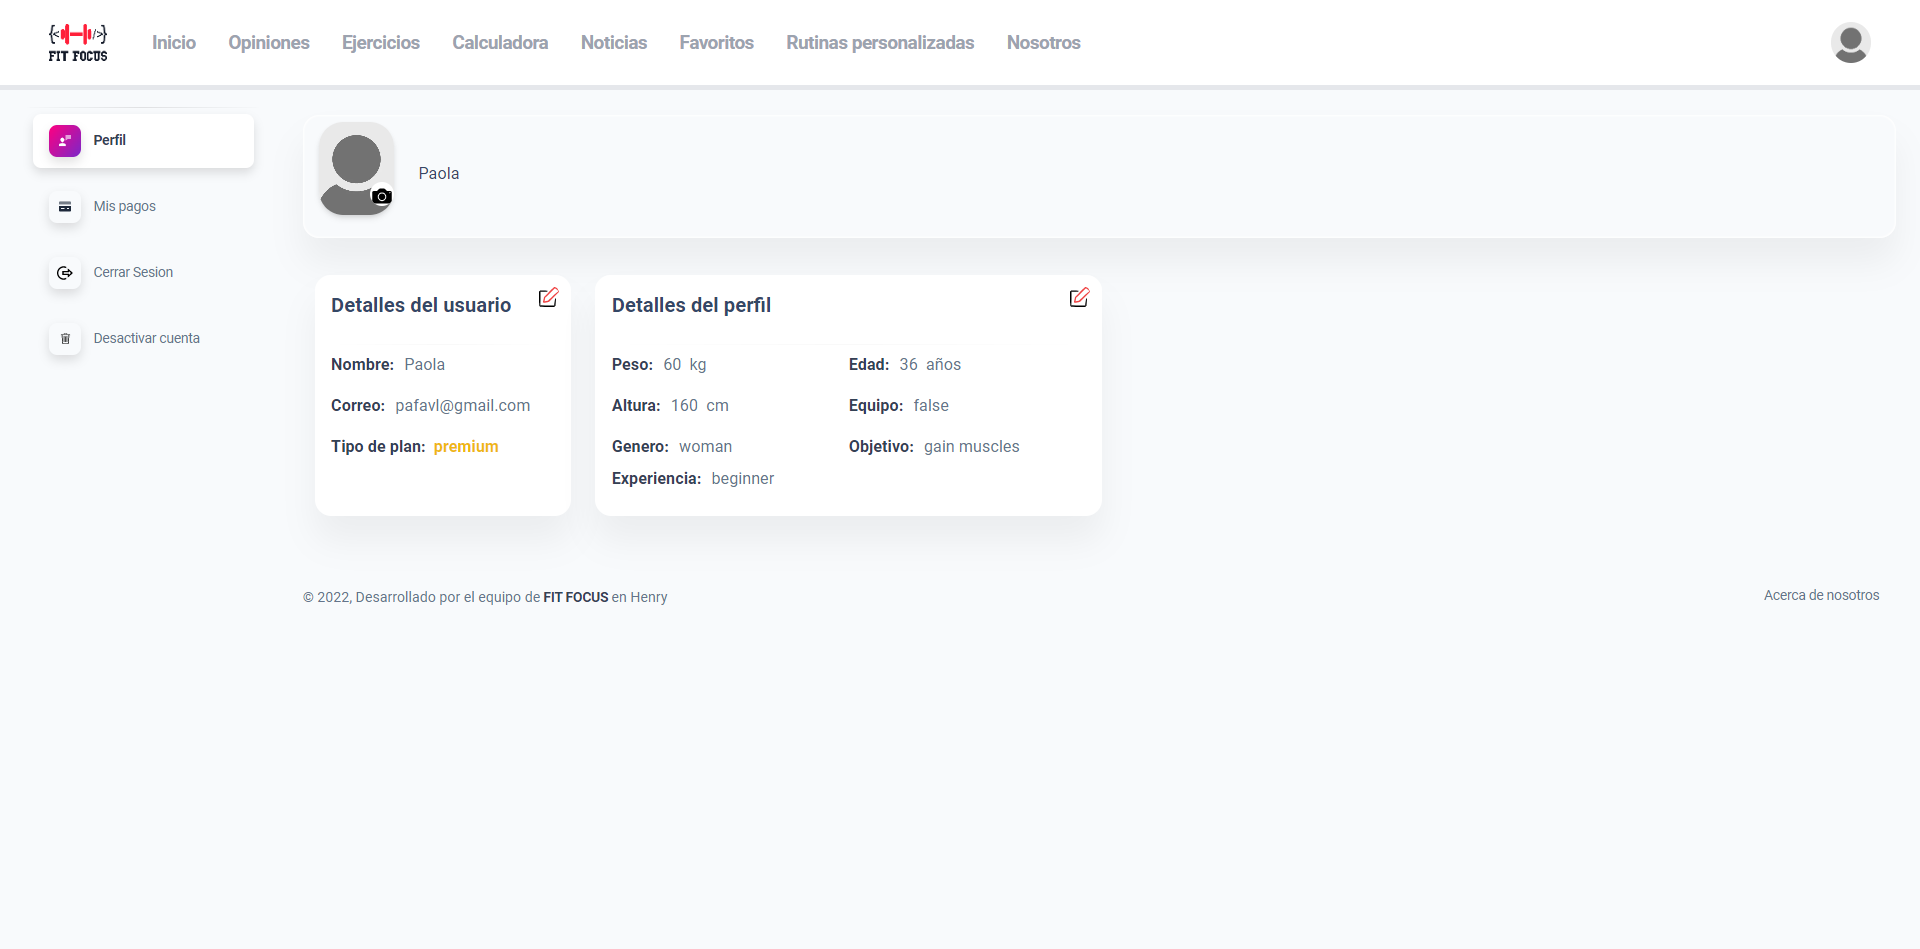 {< />}
FIT FOCUS
Inicio Opiniones Ejercicios Calculadora Noticias Favoritos Rutinas personalizadas Nosotros
Perfil
Mis pagos
Cerrar Sesion
Desactivar cuenta
Paola
Detalles del usuario
Nombre: Paola
Correo: pafavl@gmail.com
Tipo de plan: premium
Detalles del perfil
Peso: 60 kg Edad: 36 años
Altura: 160 cm Equipo: false
Genero: woman Objetivo: gain muscles
Experiencia: beginner
© 2022, Desarrollado por el equipo de FIT FOCUS en Henry
Acerca de nosotros